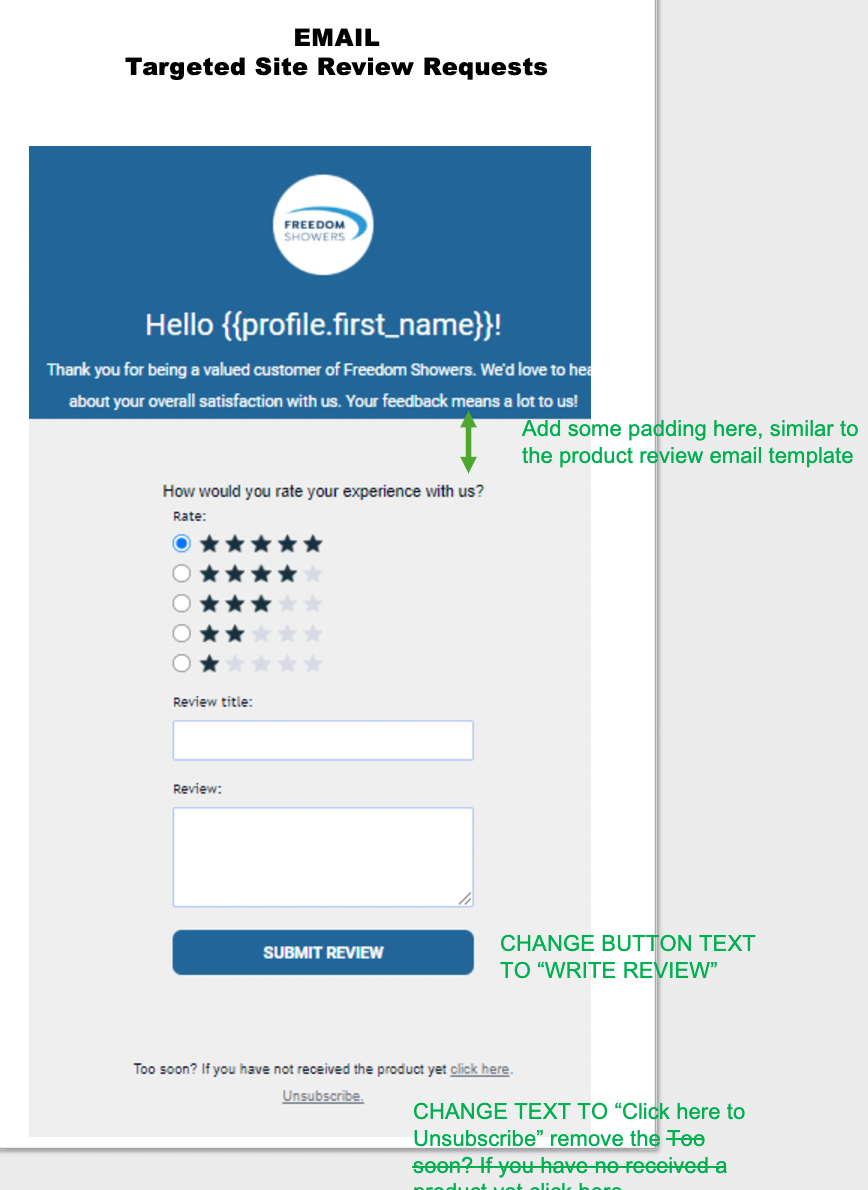 EMAIL
Targeted Site Review Requests
FREEDOM
SHOWERS
Hello {{profile.first_name}}!
Thank you for being a valued customer of Freedom Showers. We'd love to hea
about your overall satisfaction with us. Your feedback means a lot to us!
Add some padding here, similar to
the product review email template
How would you rate your experience with us?
Rate:
Review title:
Review:
SUBMIT REVIEW
CHANGE BUTTON TEXT
TO “WRITE REVIEW”
Too soon? If you have not received the product yet click here.
Unsubscribe.
CHANGE TEXT TO “Click here to
Unsubscribe” remove the Too
soon? If you have no received a
product yet click here